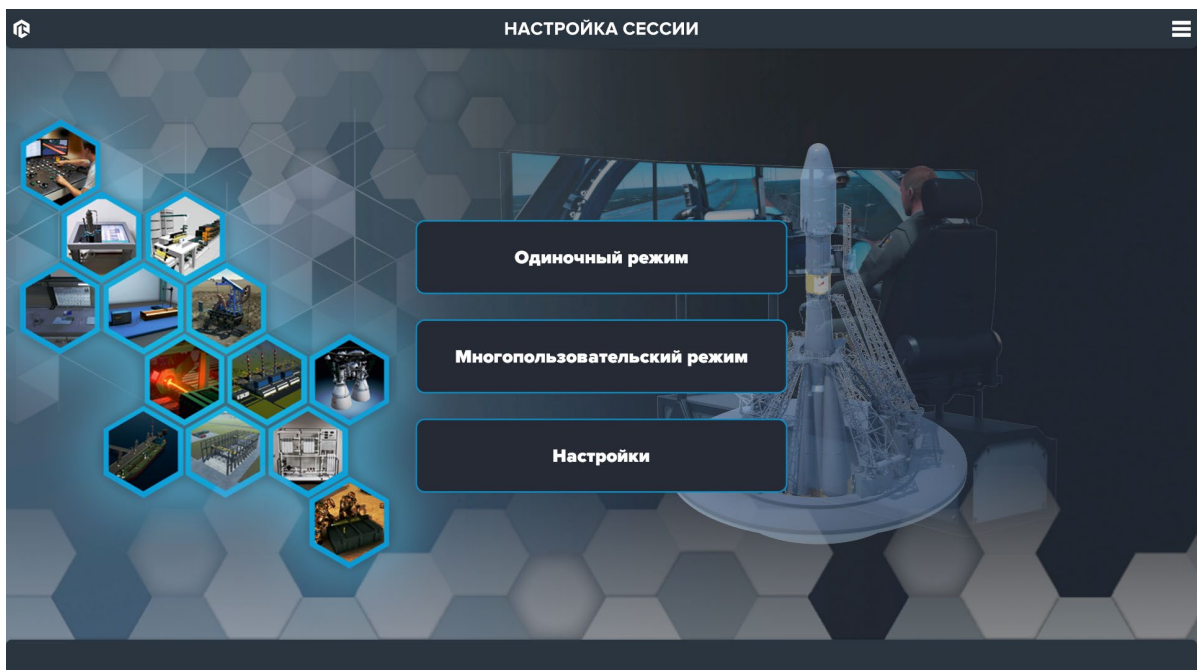 НАСТРОЙКА СЕССИИ
Одиночный режим
Многопользовательский режим
Настройки